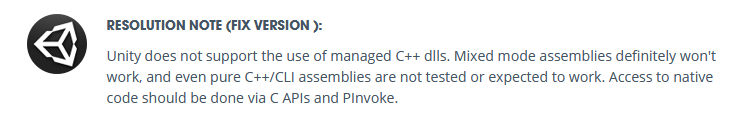 RESOLUTION NOTE (FIX VERSION ):
Unity does not support the use of managed C++ dlls. Mixed mode assemblies definitely won't
work, and even pure C++/CLI assemblies are not tested or expected to work. Access to native
code should be done via C APIs and PInvoke.